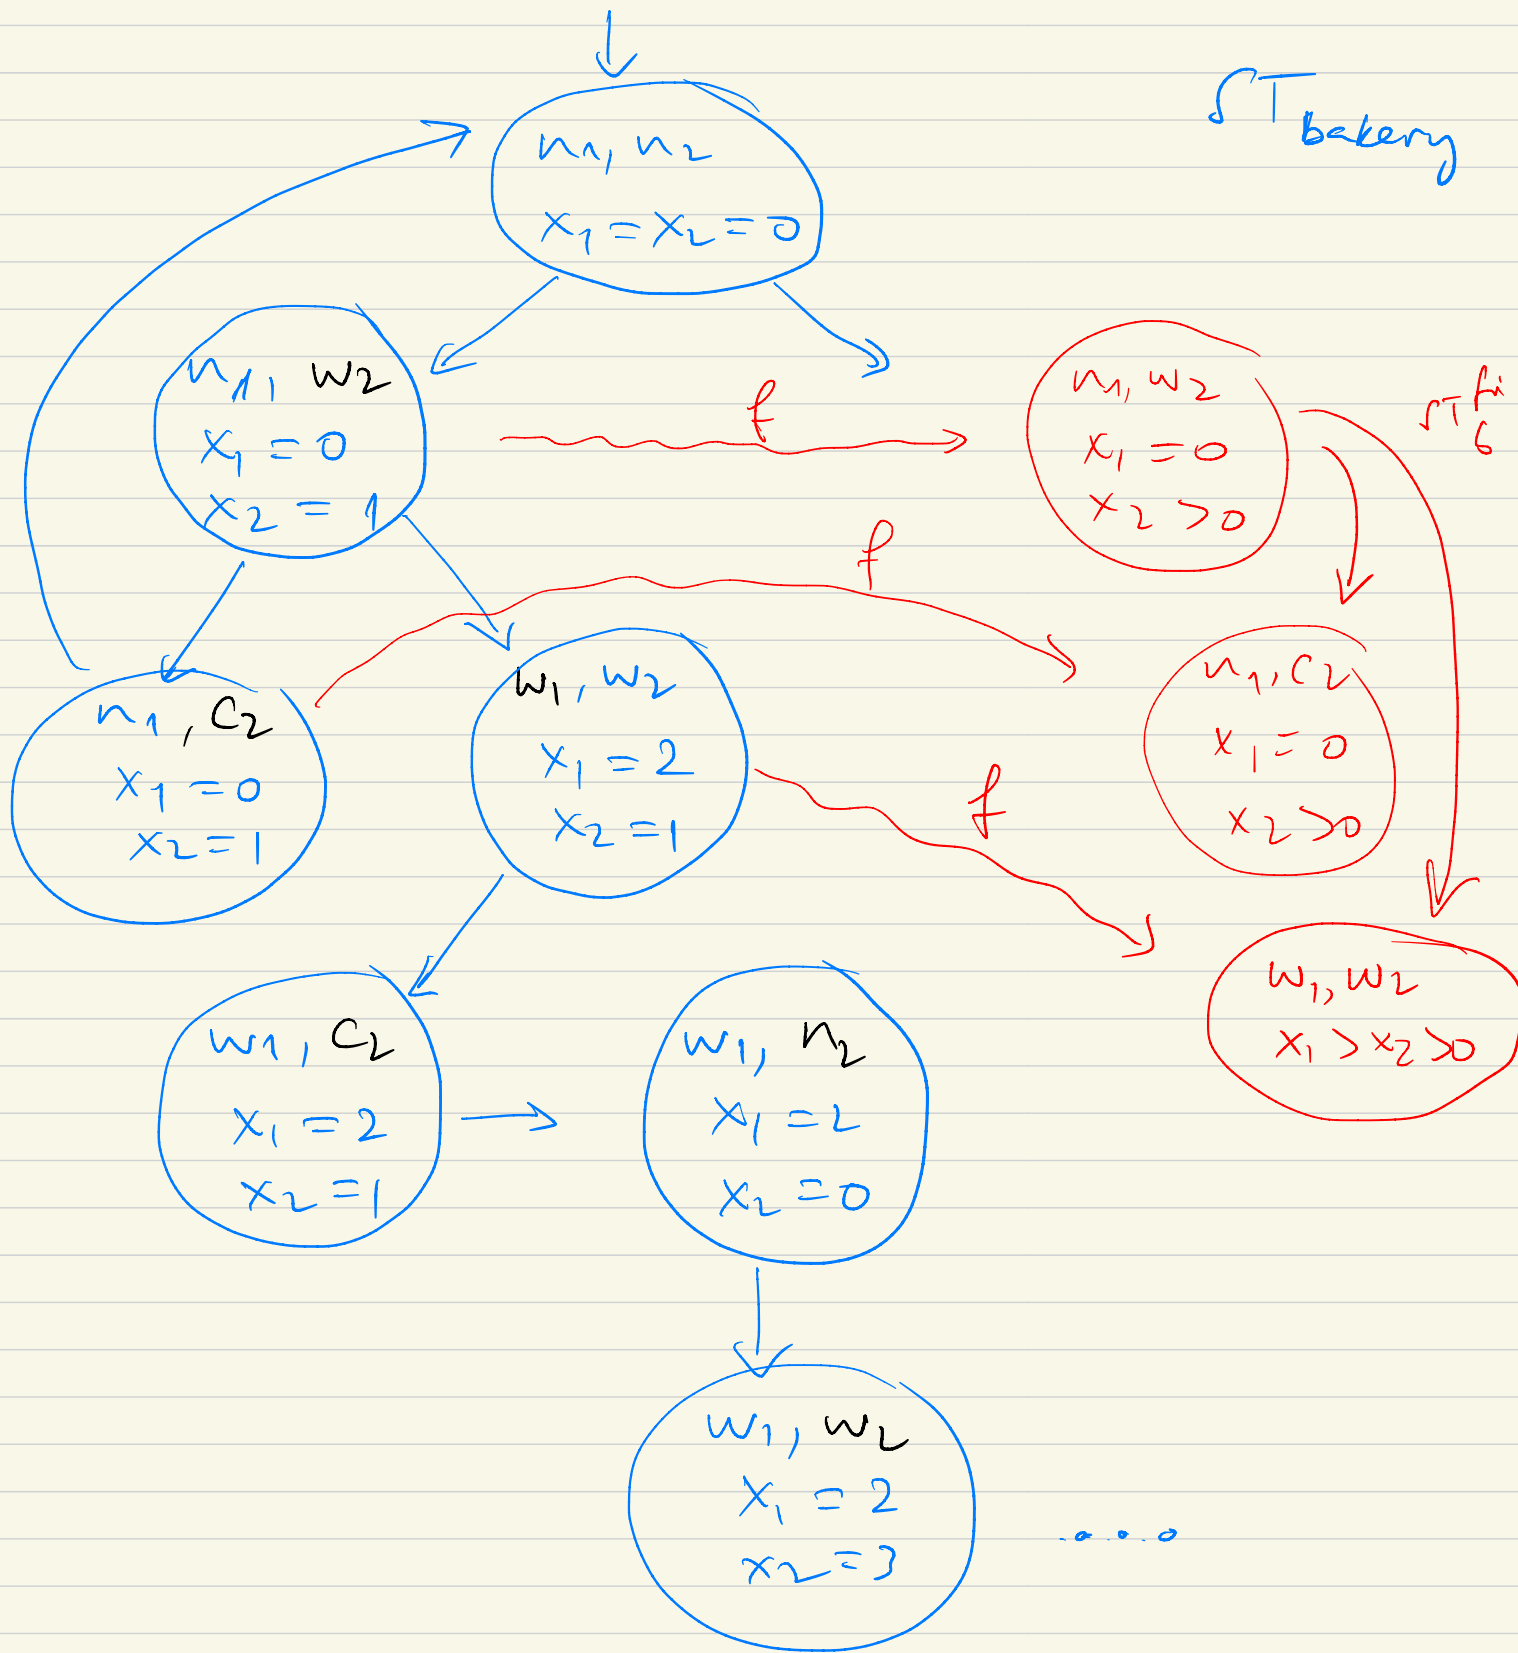 n1, n2
x1 = x2 = 0
Tbakery
n1, w2
x1 = 0
x2 = 1
f
n1, w2
x1 = 0
x2 > 0
f
n1, c2
x1 = 0
x2 = 1
w1, w2
x1 = 2
x2 = 1
n1, c2
x1 = 0
x2 > 0
f
w1, w2
x1 > x2 > 0
w1, c2
x1 = 2
x2 = 1
w1, n2
x1 = 2
x2 = 0
w1, w2
x1 = 2
x2 = 3
....